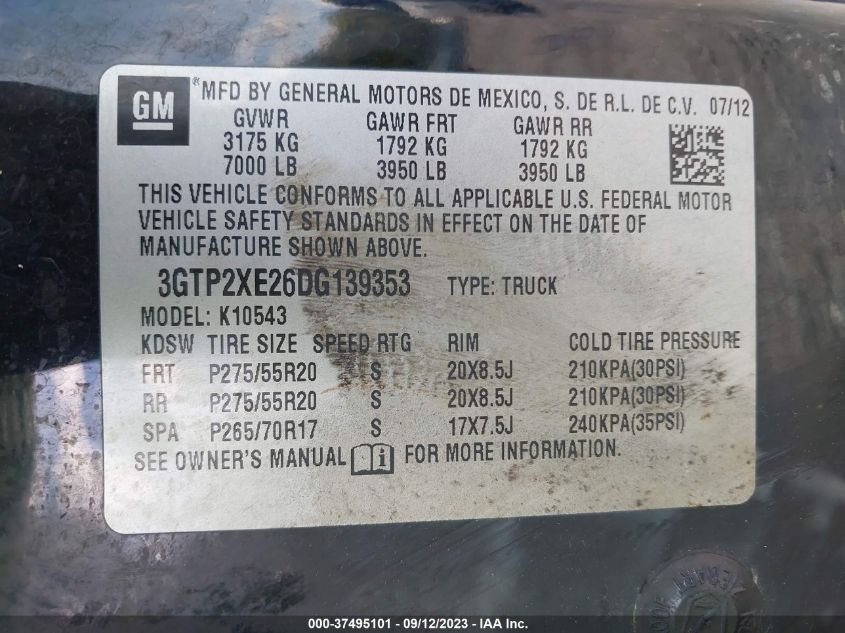 GM
® MFD BY GENERAL MOTORS DE MEXICO, S. DE R.L. DE C.V. 07/12
GVWR GAWR FRT GAWR RR
3175 KG 1792 KG 1792 KG
7000 LB 3950 LB 3950 LB
THIS VEHICLE CONFORMS TO ALL APPLICABLE U.S. FEDERAL MOTOR
VEHICLE SAFETY STANDARDS IN EFFECT ON THE DATE OF
MANUFACTURE SHOWN ABOVE.
3GTP2XE26DG139353 TYPE: TRUCK
MODEL: K10543
KDSW TIRE SIZE SPEED RTG RIM COLD TIRE PRESSURE
FRT P275/55R20 S 20X8.5J 210KPA(30PSI)
RR P275/55R20 S 20X8.5J 210KPA(30PSI)
SPA P265/70R17 S 17X7.5J 240KPA(35PSI)
SEE OWNER'S MANUAL FOR MORE INFORMATION.
000-37495101 - 09/12/2023 - IAA Inc.